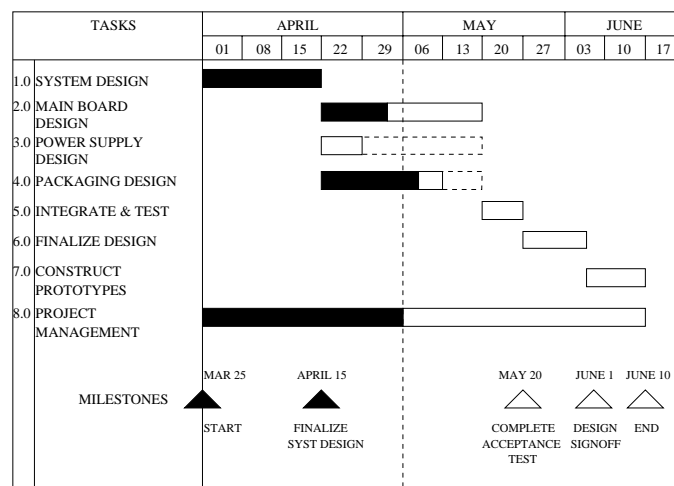 TASKS APRIL MAY JUNE
01 08 15 22 29 06 13 20 27 03 10 17
1.0 SYSTEM DESIGN
2.0 MAIN BOARD
DESIGN
3.0 POWER SUPPLY
DESIGN
4.0 PACKAGING DESIGN
5.0 INTEGRATE & TEST
6.0 FINALIZE DESIGN
7.0 CONSTRUCT
PROTOTYPES
8.0 PROJECT
MANAGEMENT
MAR 25 APRIL 15 MAY 20 JUNE 1 JUNE 10
MILESTONES
START FINALIZE COMPLETE DESIGN END
SYST DESIGN ACCEPTANCE SIGNOFF
TEST